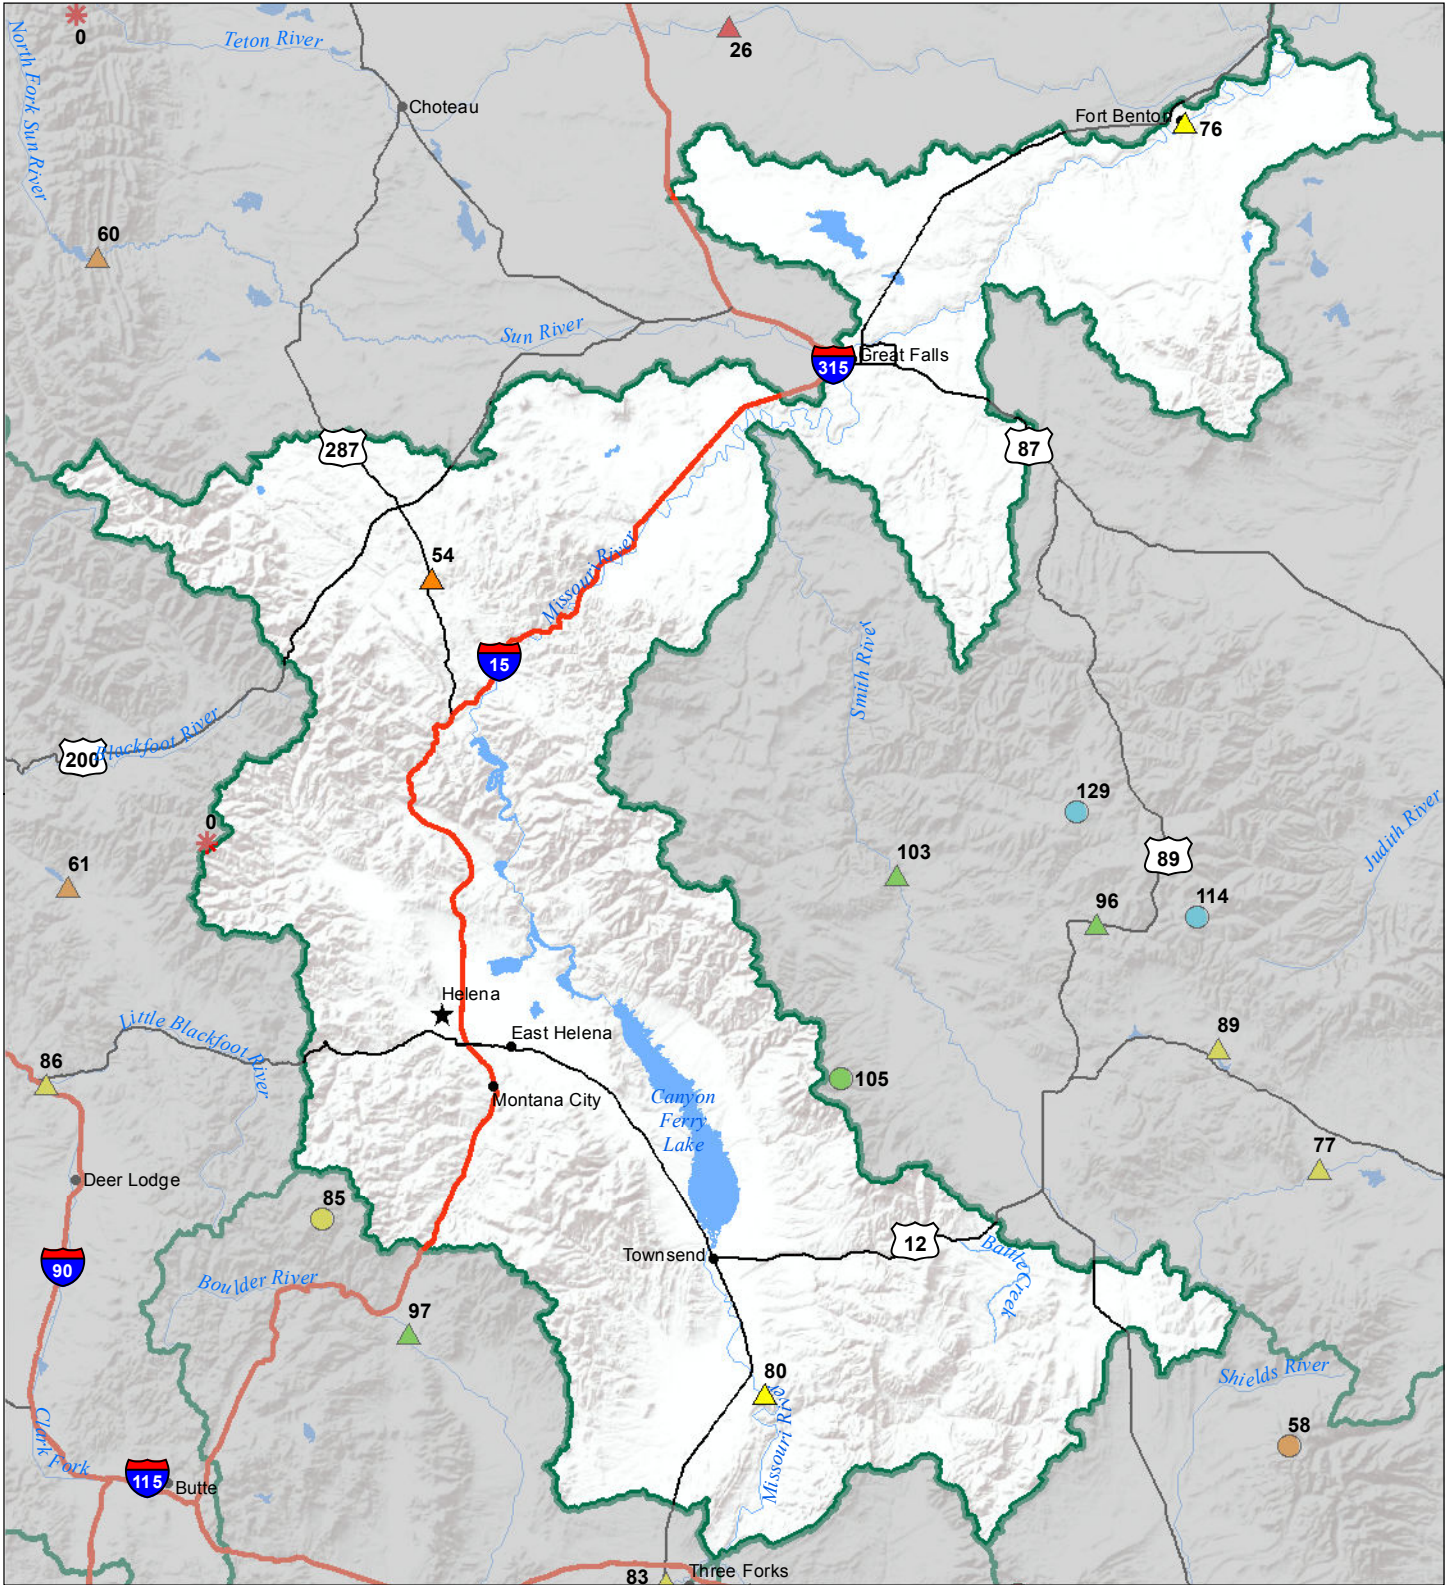 0
Teton River
26
North Fork Sun River
Choteau
Fort Benton
76
60
Sun River
315
Great Falls
287
87
54
Missouri River
15
Smith River
Blackfoot River
200
129
0
103
89
Judith River
61
96
114
Helena
Little Blackfoot River
East Helena
89
86
105
Montana City
Canyon
Ferry
Lake
77
Deer Lodge
85
12
Battle Creek
Townsend
90
Boulder River
97
80
Shields River
Missouri River
58
Clark Fork
115
Butte
83
Three Forks